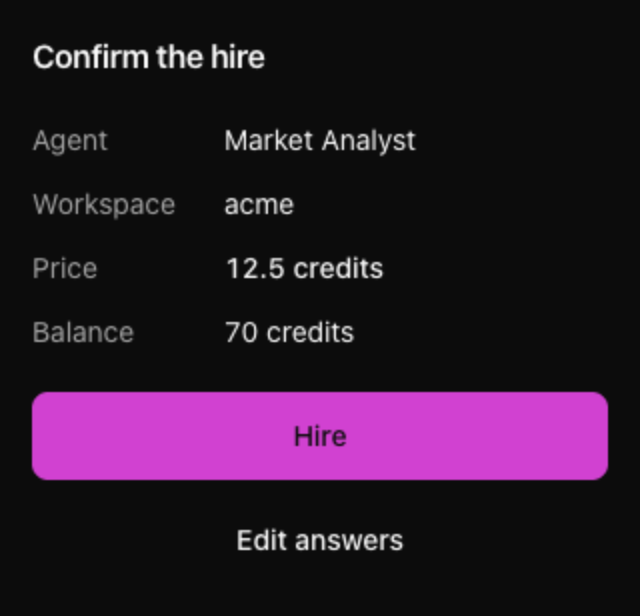 Confirm the hire
Agent Market Analyst
Workspace acme
Price 12.5 credits
Balance 70 credits
Hire
Edit answers